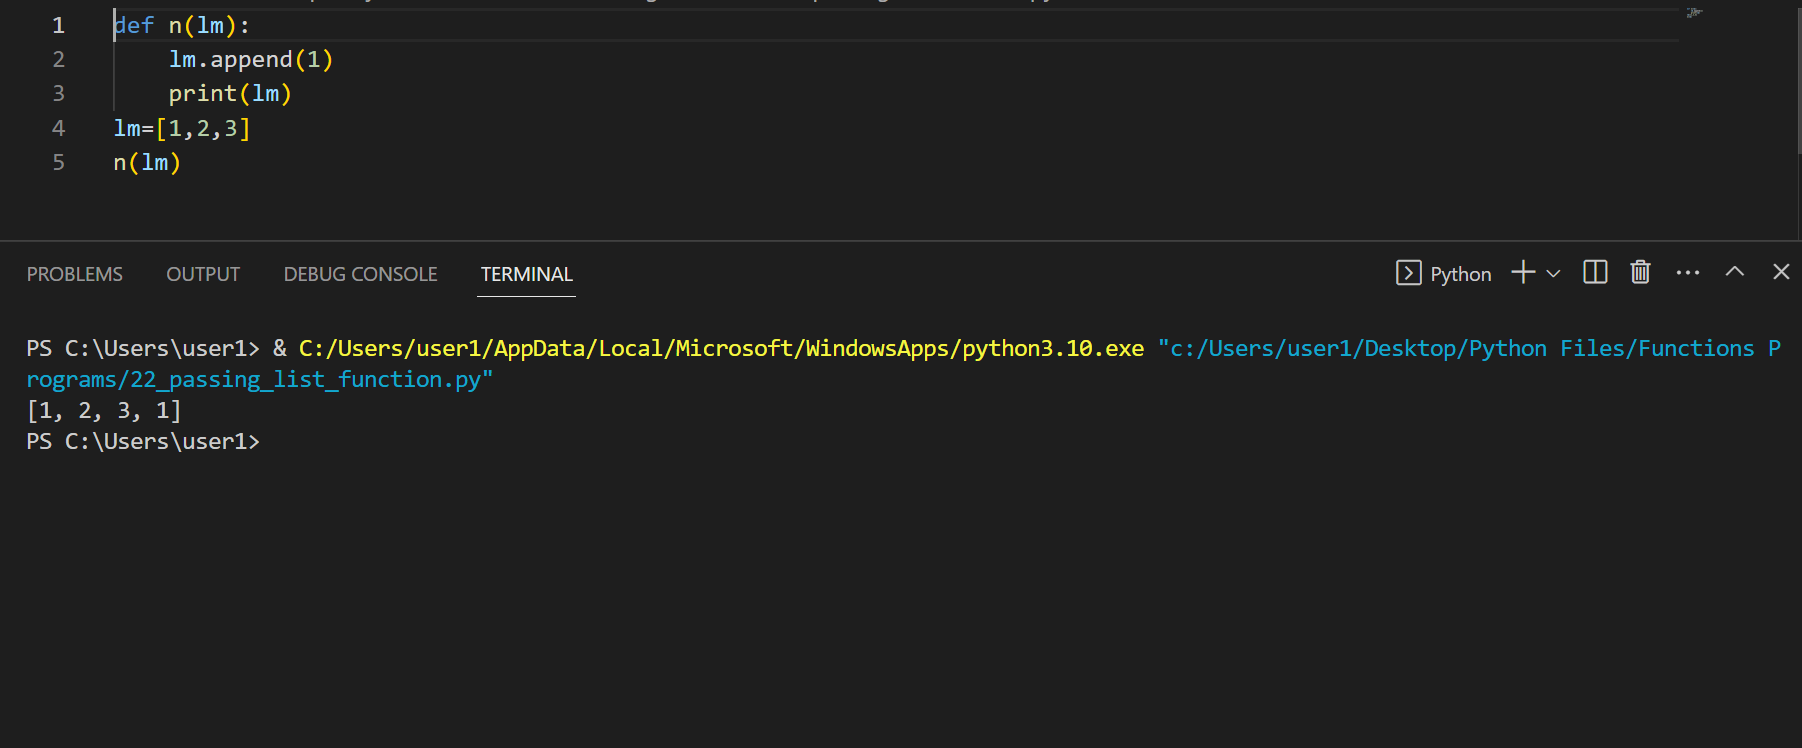 1 def n(lm):
2     lm.append(1)
3     print(lm)
4 lm=[1,2,3]
5 n(lm)
PROBLEMS OUTPUT DEBUG CONSOLE TERMINAL Python
PS C:\Users\user1> & C:/Users/user1/AppData/Local/Microsoft/WindowsApps/python3.10.exe "c:/Users/user1/Desktop/Python Files/Functions P
rograms/22_passing_list_function.py"
[1, 2, 3, 1]
PS C:\Users\user1>